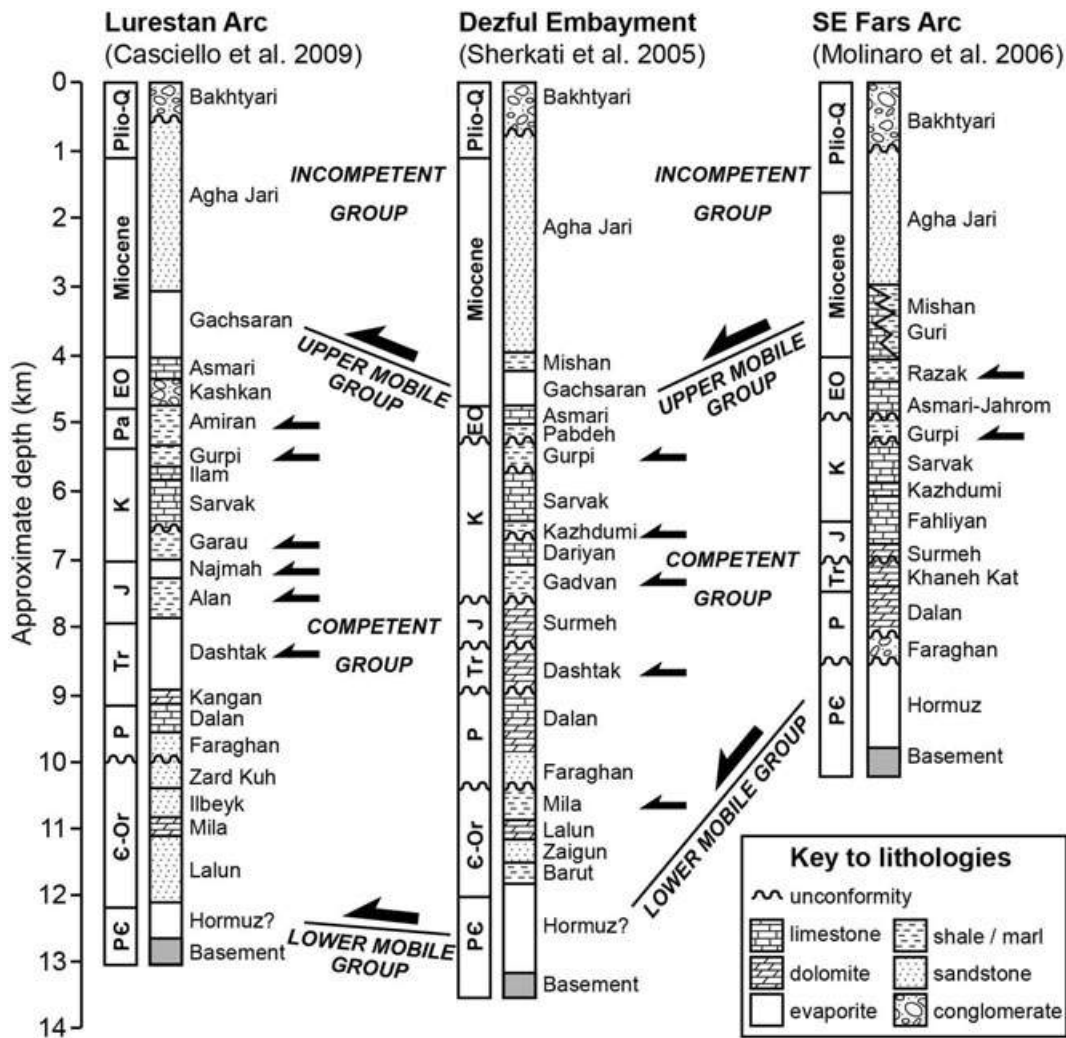 Lurestan Arc
(Casciello et al. 2009)
Dezful Embayment
(Sherkati et al. 2005)
SE Fars Arc
(Molinaro 2006)
Approximate depth (km)
0
1
2
3
4
5
6
7
8
9
10
11
12
13
14
Plio-Q
Miocene
EO
Pa
K
J
Tr
P
Є-Or
PЄ
Bakhtyari
Agha Jari
Gachsaran
Asmari
Kashkan
Amiran
Gurpi
Ilam
Sarvak
Garau
Najmah
Alan
Dashtak
Kangan
Dalan
Faraghan
Zard Kuh
Ilbeyk
Mila
Lalun
Hormuz?
Basement
INCOMPETENT
GROUP
UPPER MOBILE
GROUP
COMPETENT
GROUP
LOWER MOBILE
GROUP
Plio-Q
Miocene
EO
K
J
Tr
P
Є-Or
PЄ
Bakhtyari
Agha Jari
Mishan
Gachsaran
Asmari
Pabdeh
Gurpi
Sarvak
Kazhdumi
Dariyan
Gadvan
Surmeh
Dashtak
Dalan
Faraghan
Mila
Lalun
Zaigun
Barut
Hormuz?
Basement
INCOMPETENT
GROUP
UPPER MOBILE
GROUP
COMPETENT
GROUP
LOWER MOBILE GROUP
Plio-Q
Miocene
EO
K
J
Tr
P
PЄ
Bakhtyari
Agha Jari
Mishan
Guri
Razak
Asmari-Jahrom
Gurpi
Sarvak
Kazhdumi
Fahliyan
Surmeh
Khaneh Kat
Dalan
Faraghan
Hormuz
Basement
Key to lithologies
unconformity
limestone
shale / marl
dolomite
sandstone
evaporite
conglomerate